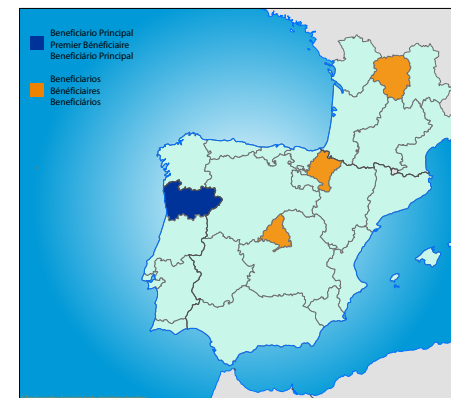 Beneficiario Principal
Premier Bénéficiaire
Beneficiário Principal
Beneficiarios
Bénéficiaires
Beneficiários